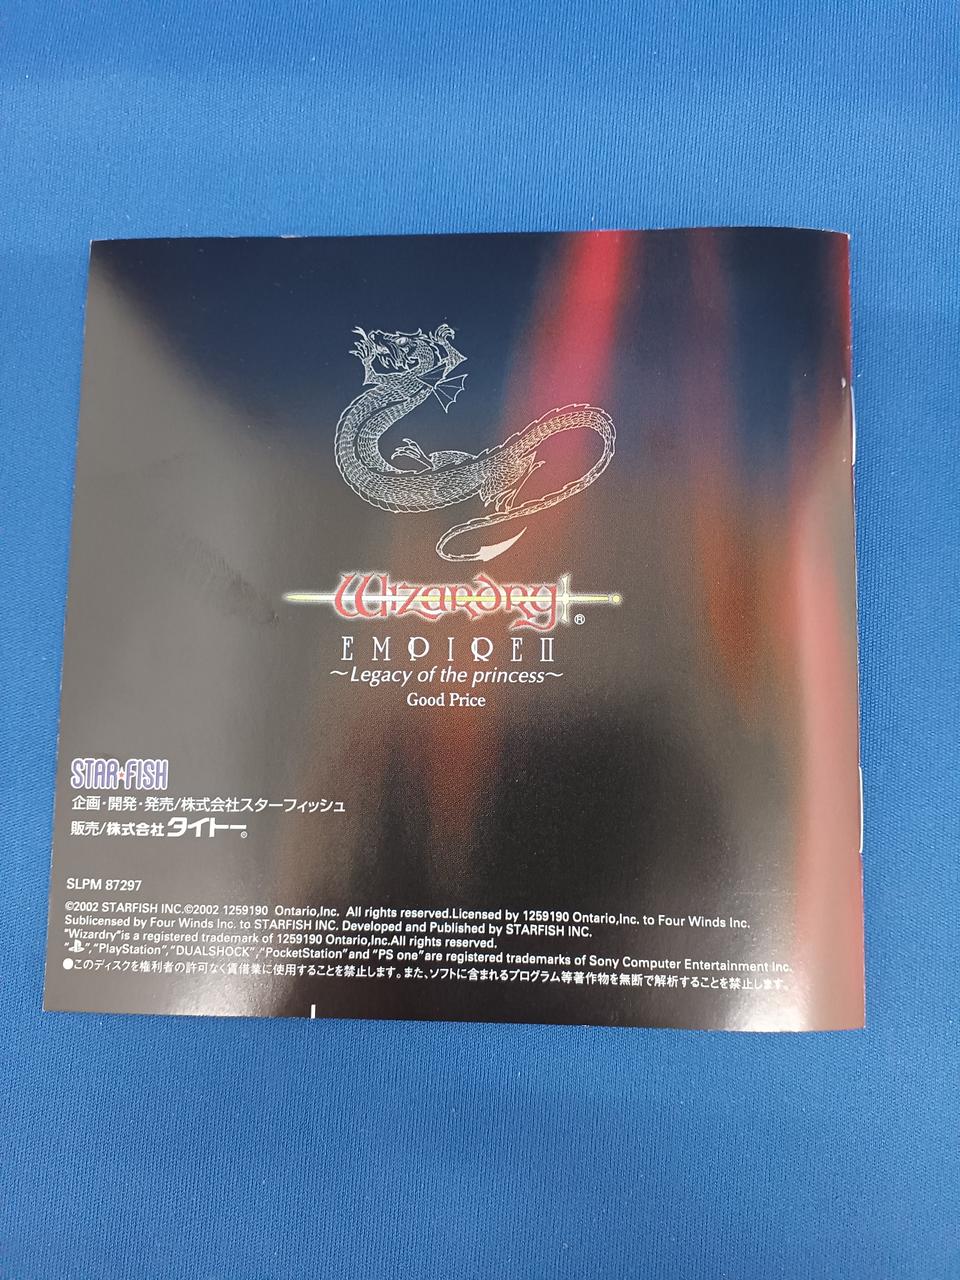 Wizardry®
EMPIRE II
~Legacy of the princess~
Good Price
STAR★FISH
企画・開発・発売/株式会社スターフィッシュ
販売/株式会社タイトー®
SLPM 87297
©2002 STARFISH INC.©2002 1259190 Ontario,Inc. All rights reserved.Licensed by 1259190 Ontario,Inc. to Four Winds Inc.
Sublicensed by Four Winds Inc. to STARFISH INC. Developed and Published by STARFISH INC.
"Wizardry"is a registered trademark of 1259190 Ontario,Inc.All rights reserved.
"PS","PlayStation","DUALSHOCK","PocketStation"and "PS one"are registered trademarks of Sony Computer Entertainment Inc.
●このディスクを権利者の許可なく賃借業に使用することを禁止します。また、ソフトに含まれるプログラム等著作物を無断で解析することを禁止します。